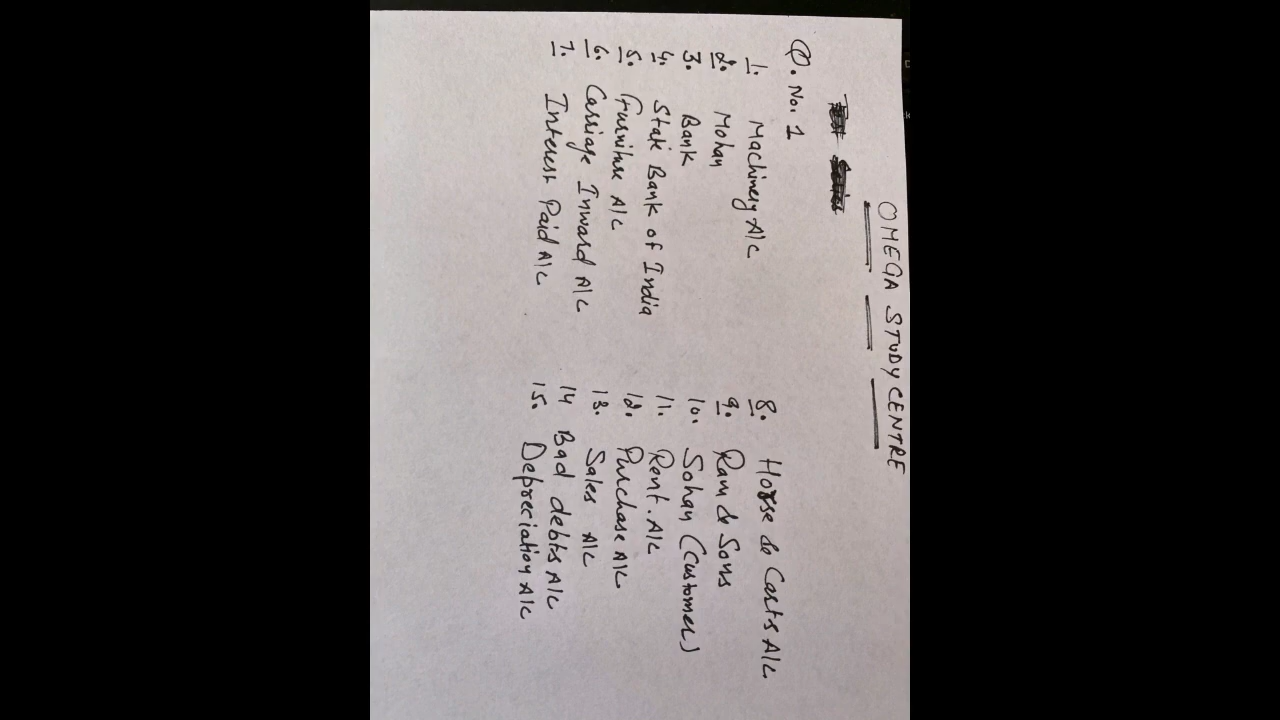 OMEGA STUDY CENTRE
Q. No. 1
1. Machinery A/c
2. Mohan
3. Bank
4. State Bank of India
5. Furniture A/c
6. Carriage Inward A/c
7. Interest Paid A/c
8. Horse & Carts A/c.
9. Ram & Sons
10. Sohan (Customer)
11. Rent. A/c
12. Purchase A/c
13. Sales A/c
14 Bad debts A/c
15. Depreciation A/c